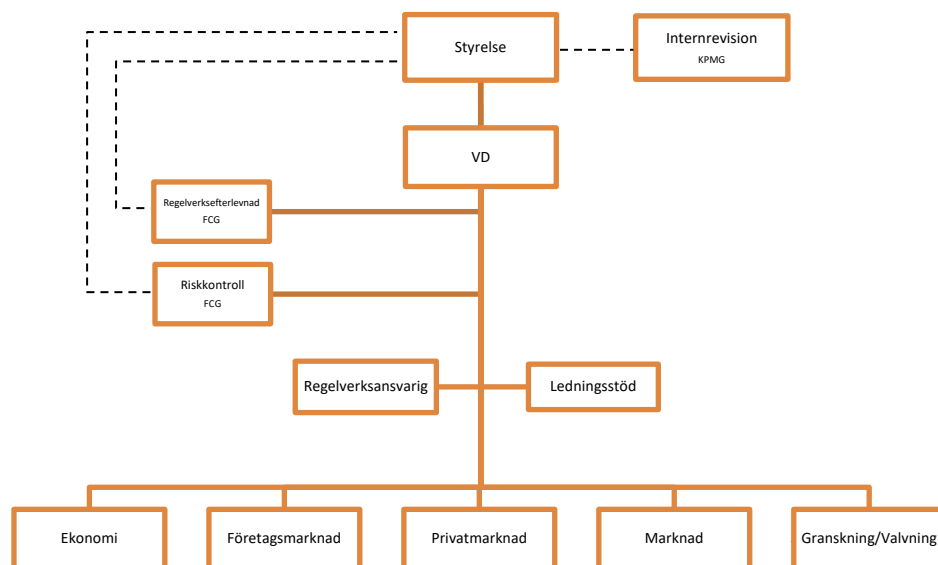 Styrelse
Internrevision
KPMG
VD
Regelverksefterlevnad
FCG
Riskkontroll
FCG
Regelverksansvarig
Ledningsstöd
Ekonomi
Företagsmarknad
Privatmarknad
Marknad
Granskning/Valvning